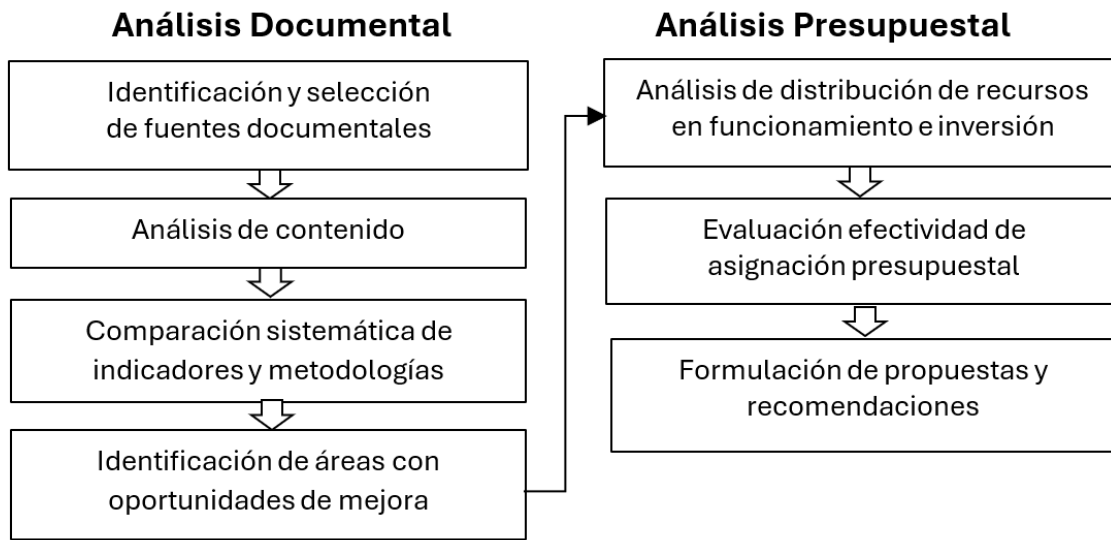 Análisis Documental
Identificación y selección
de fuentes documentales
Análisis de contenido
Comparación sistemática de
indicadores y metodologías
Identificación de áreas con
oportunidades de mejora
Análisis Presupuestal
Análisis de distribución de recursos
en funcionamiento e inversión
Evaluación efectividad de
asignación presupuestal
Formulación de propuestas y
recomendaciones